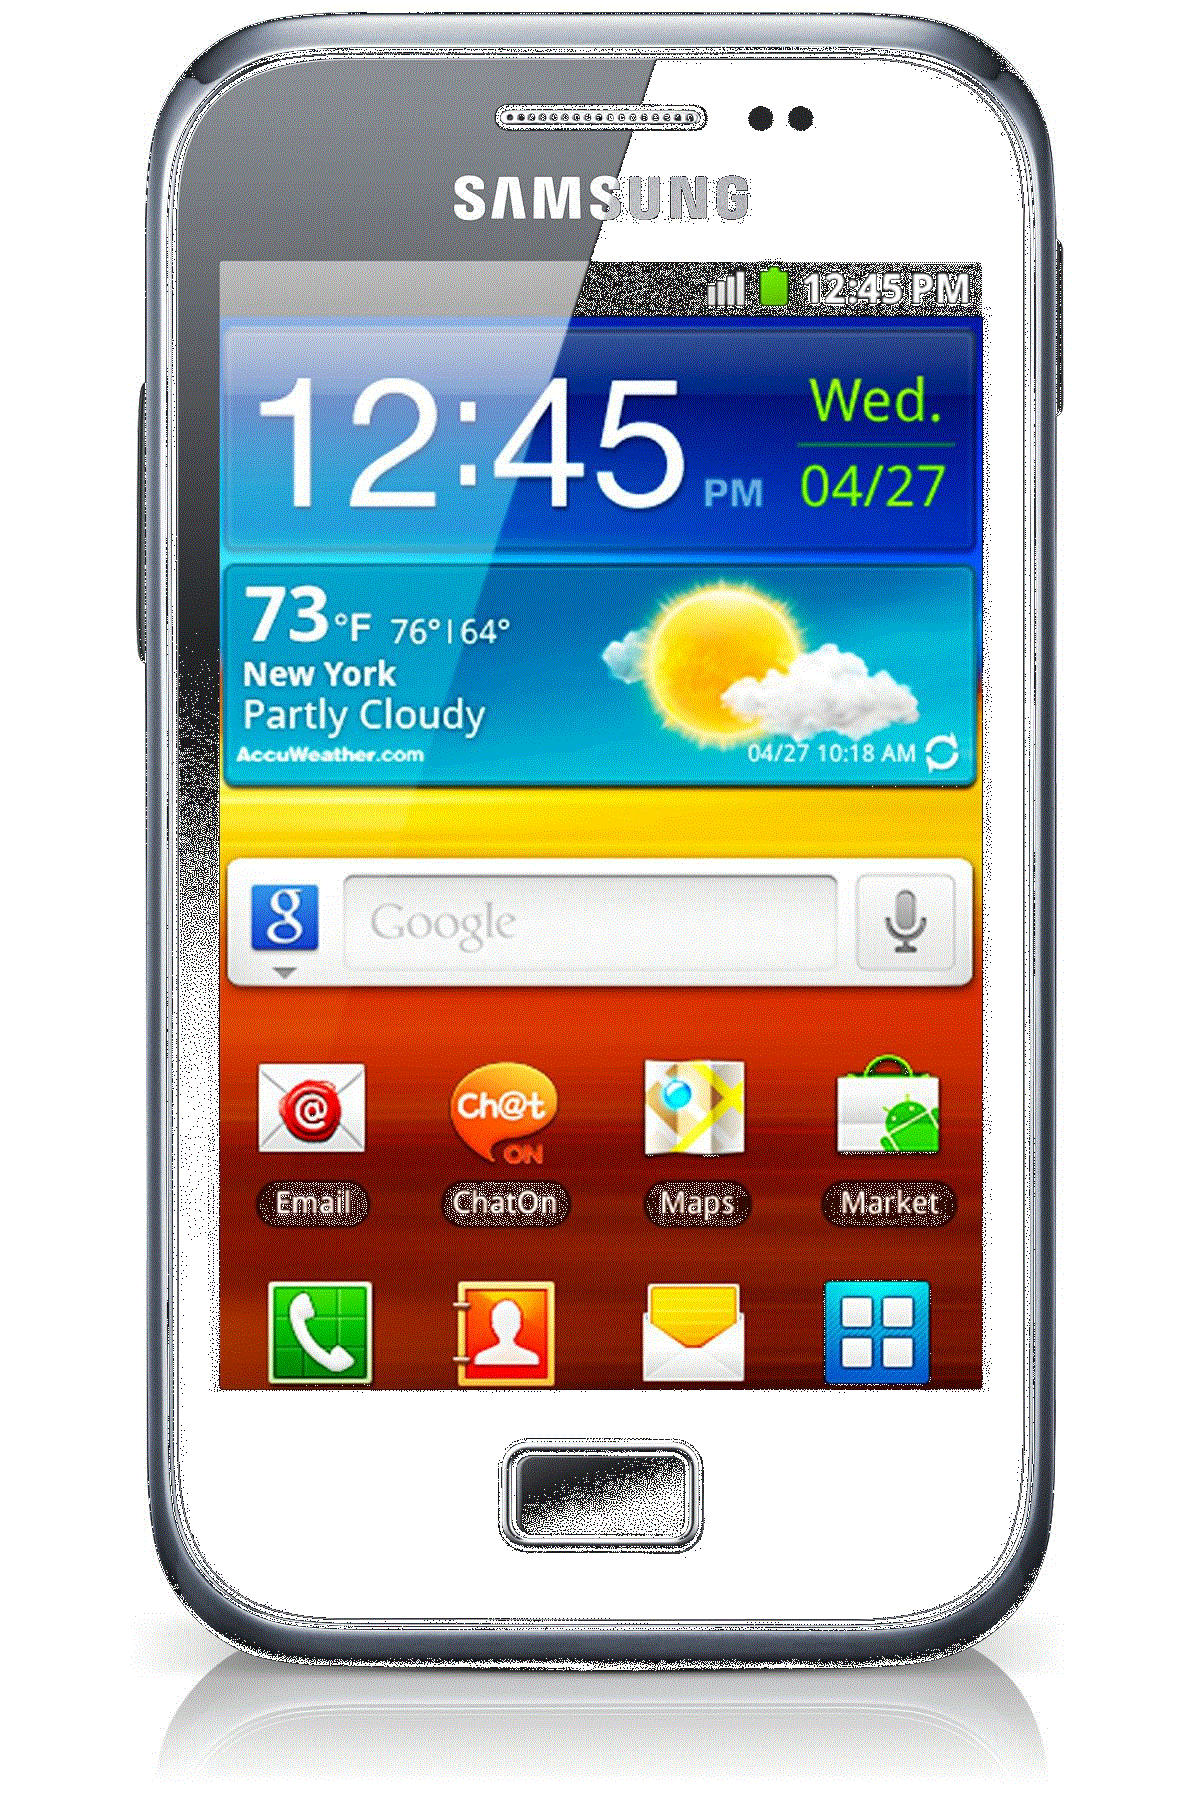 SAMSUNG
12:45 PM
12:45 PM
Wed.
04/27
73°F 76°|64°
New York
Partly Cloudy
AccuWeather.com
04/27 10:18 AM
g
Google
@
Ch@t
ON
Email
ChatOn
Maps
Market